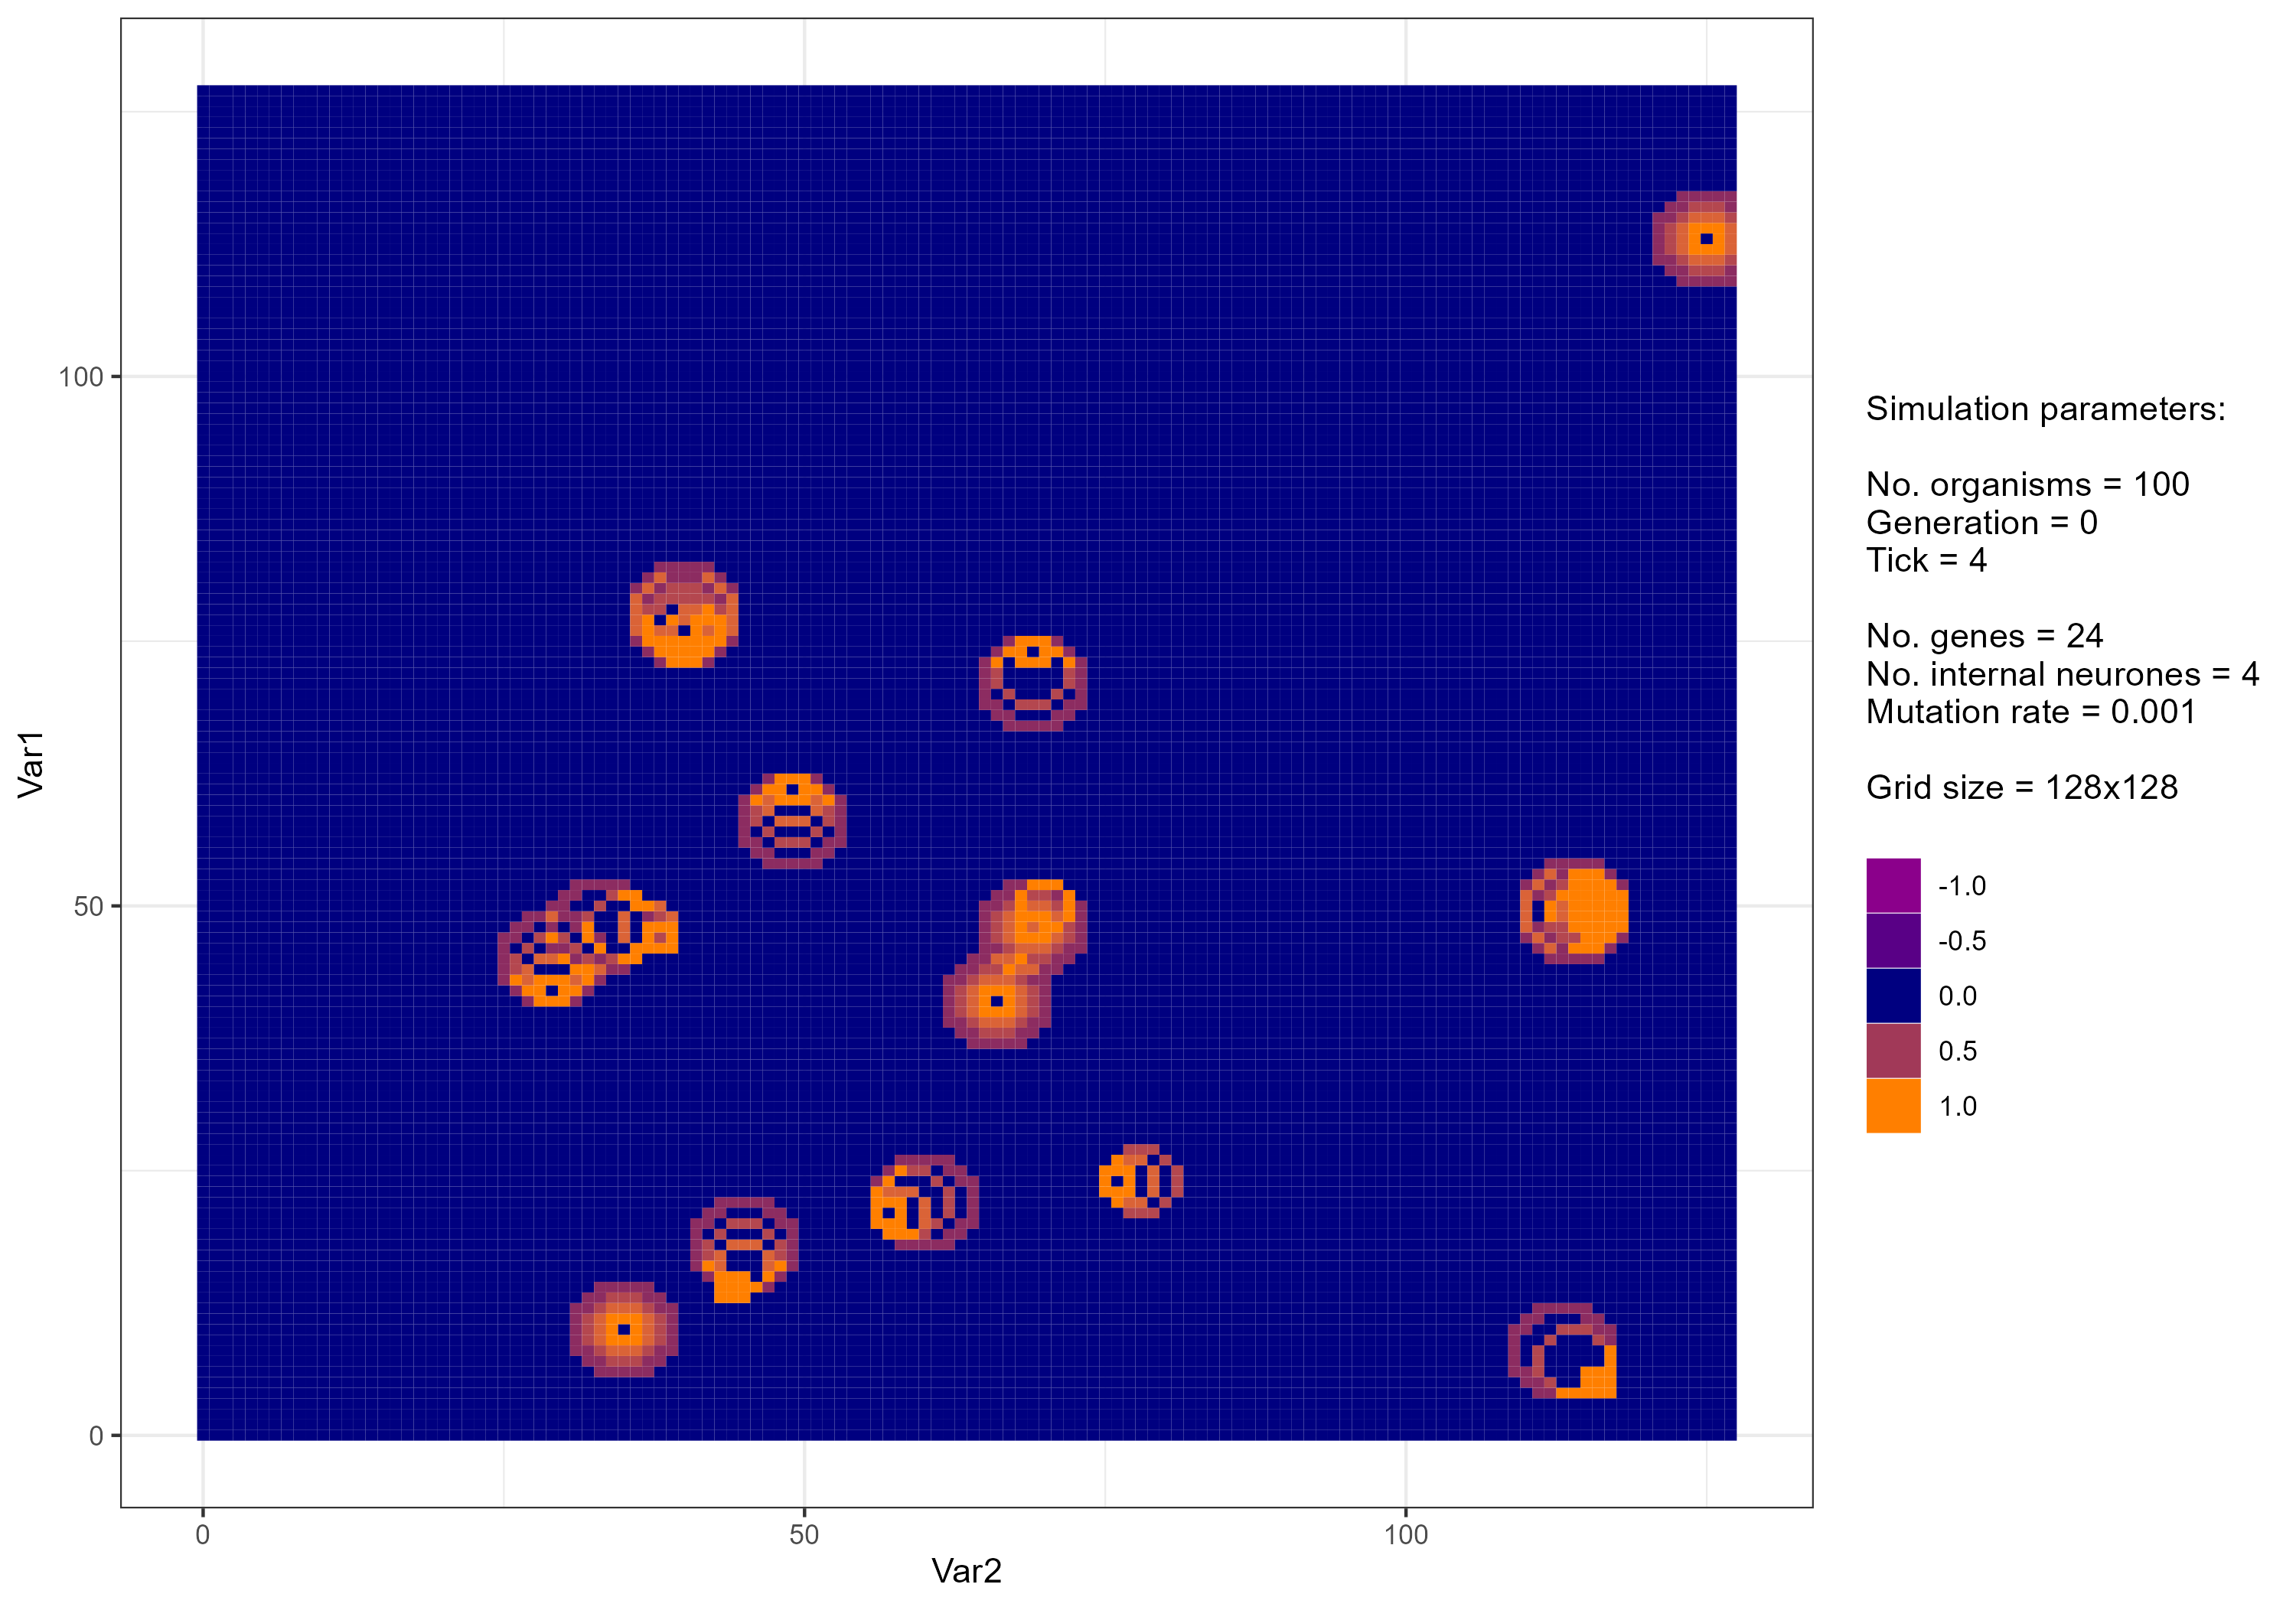 Var1
100
50
0
0
50
100
Var2
Simulation parameters:
No. organisms = 100
Generation = 0
Tick = 4
No. genes = 24
No. internal neurones = 4
Mutation rate = 0.001
Grid size = 128x128
-1.0
-0.5
0.0
0.5
1.0